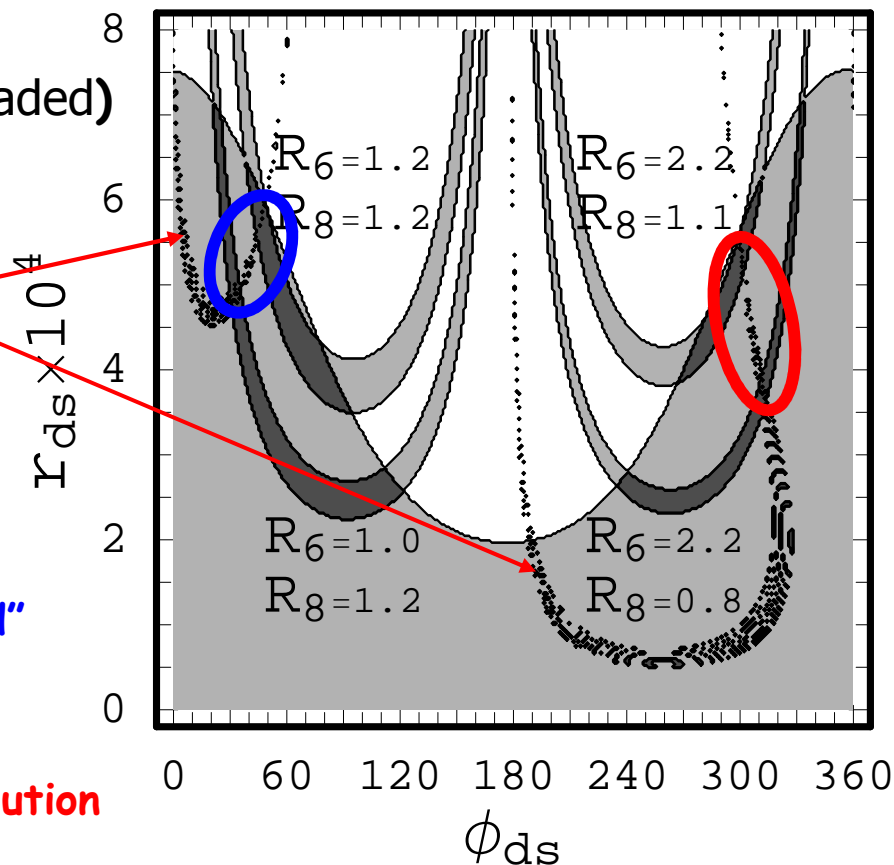 8
aded)
R6=1.2 R6=2.2
R8=1.2 R8=1.1
6
rds×10⁴
4
2
R6=1.0 R6=2.2
R8=1.2 R8=0.8
l”
0
0 60 120 180 240 300 360
ution
ϕds